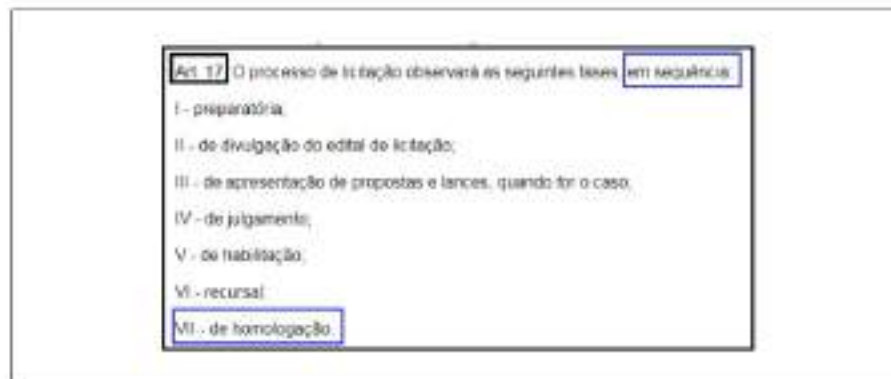 Art. 17. O processo de licitação observará as seguintes fases, em sequência:
I - preparatória;
II - de divulgação do edital de licitação;
III - de apresentação de propostas e lances, quando for o caso;
IV - de julgamento;
V - de habilitação;
VI - recursal;
VII - de homologação.